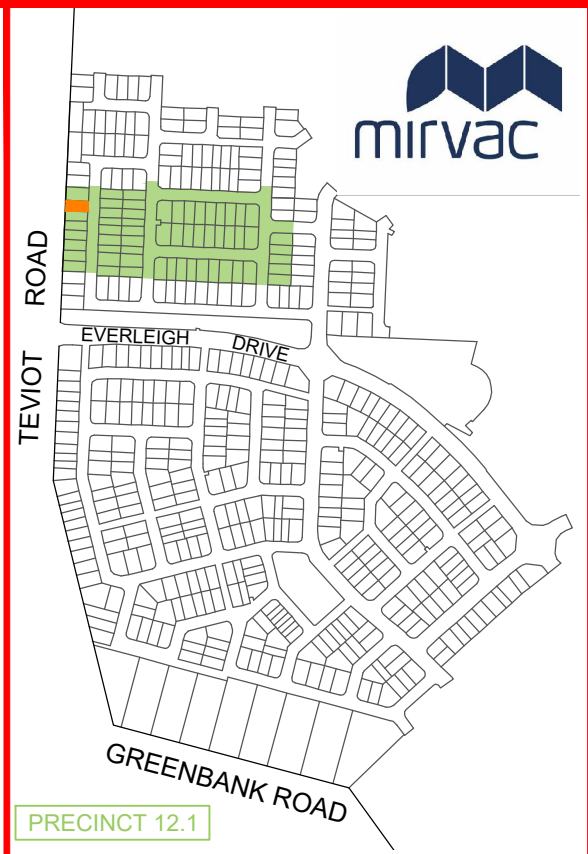 mirvac
TEVIOT ROAD
EVERLEIGH DRIVE
GREENBANK ROAD
PRECINCT 12.1